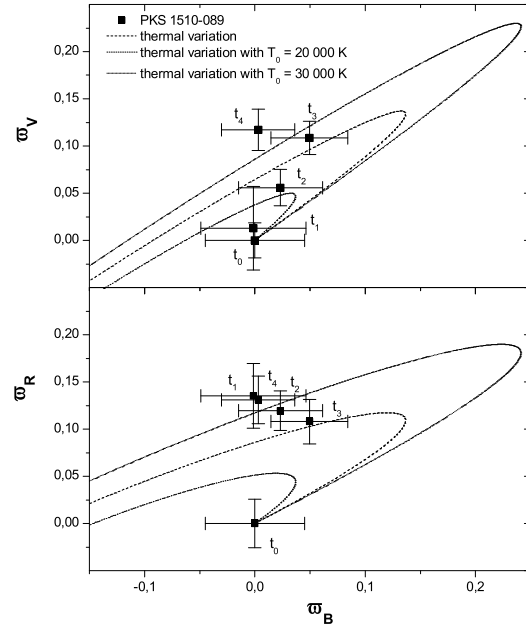 PKS 1510-089
thermal variation
thermal variation with T0 = 20 000 K
thermal variation with T0 = 30 000 K
0,20
0,15
0,10
0,05
0,00
ϖV
t4
t3
t2
t1
t0
0,20
0,15
0,10
0,05
0,00
ϖR
t1
t4
t2
t3
t0
-0,1
0,0
0,1
0,2
ϖB